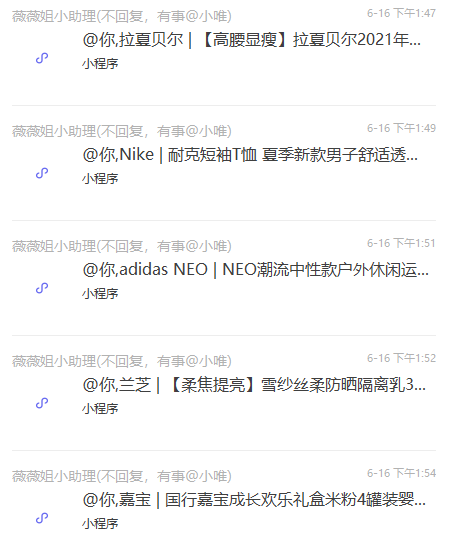 薇薇姐小助理(不回复，有事@小唯)
6-16 下午1:47
@你,拉夏贝尔 | 【高腰显瘦】拉夏贝尔2021年...
小程序
薇薇姐小助理(不回复，有事@小唯)
6-16 下午1:49
@你,Nike | 耐克短袖T恤 夏季新款男子舒适透...
小程序
薇薇姐小助理(不回复，有事@小唯)
6-16 下午1:51
@你,adidas NEO | NEO潮流中性款户外休闲运...
小程序
薇薇姐小助理(不回复，有事@小唯)
6-16 下午1:52
@你,兰芝 | 【柔焦提亮】雪纱丝柔防晒隔离乳3...
小程序
薇薇姐小助理(不回复，有事@小唯)
6-16 下午1:54
@你,嘉宝 | 国行嘉宝成长欢乐礼盒米粉4罐装婴...
小程序